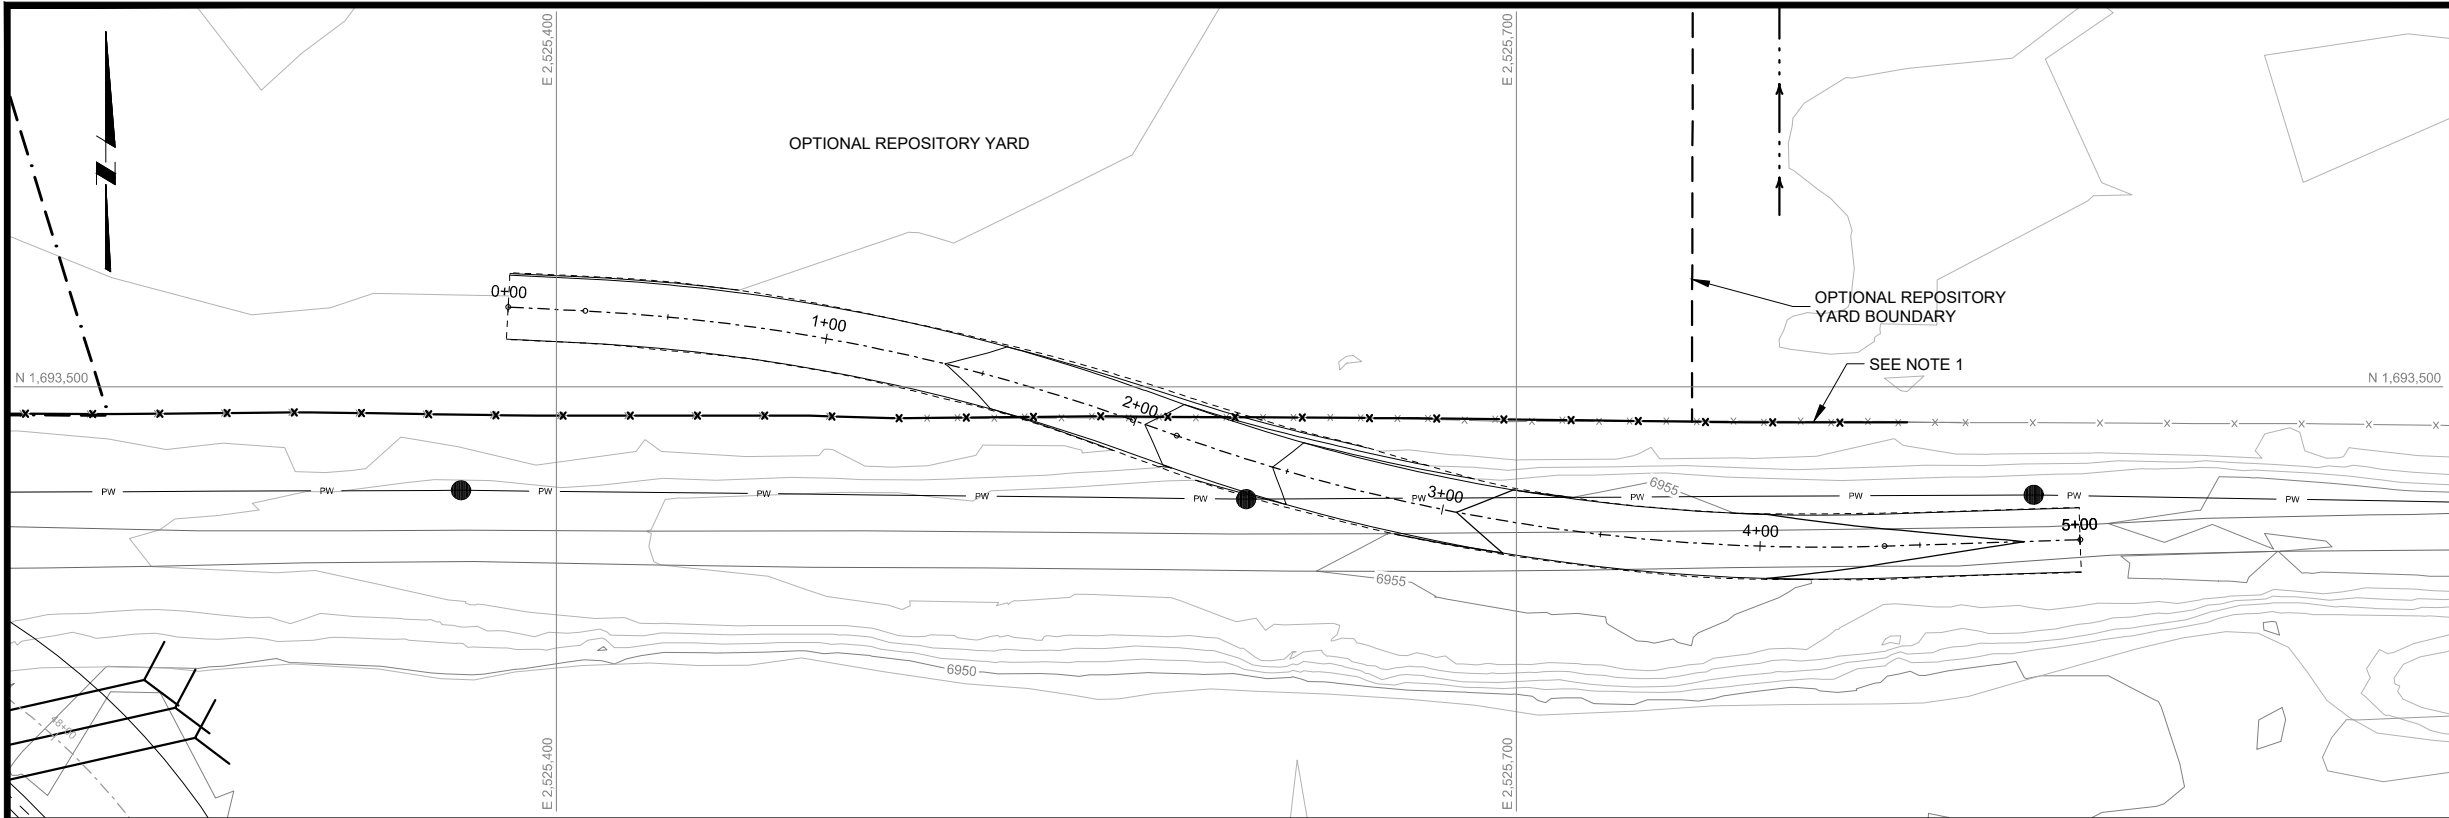 E 2,525,400
E 2,525,700
OPTIONAL REPOSITORY YARD
N
0+00
1+00
OPTIONAL REPOSITORY
YARD BOUNDARY
SEE NOTE 1
N 1,693,500
N 1,693,500
2+00
PW PW PW PW PW PW PW PW PW PW PW
3+00
6955
4+00
5+00
6955
6950
48+00
E 2,525,400
E 2,525,700